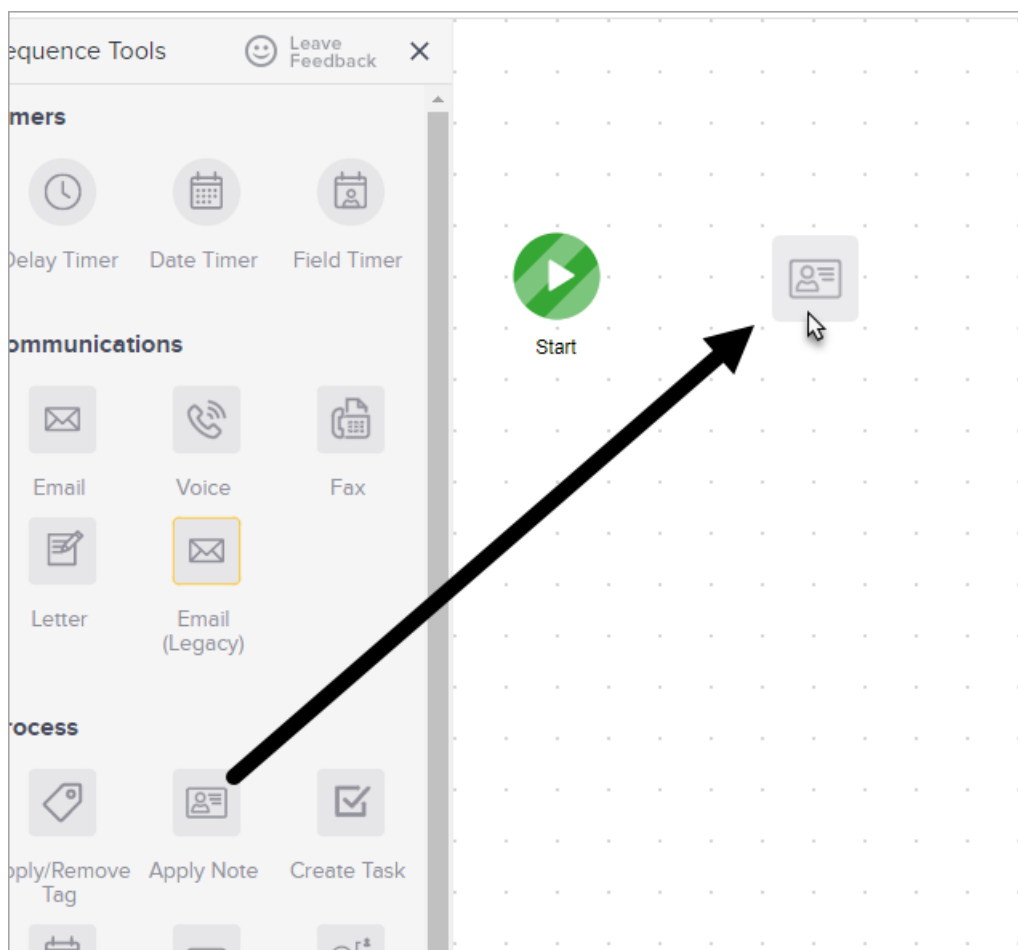 equence Tools
Leave
Feedback
mers
Delay Timer
Date Timer
Field Timer
ommunications
Email
Voice
Fax
Letter
Email
(Legacy)
rocess
pply/Remove
Tag
Apply Note
Create Task
Start